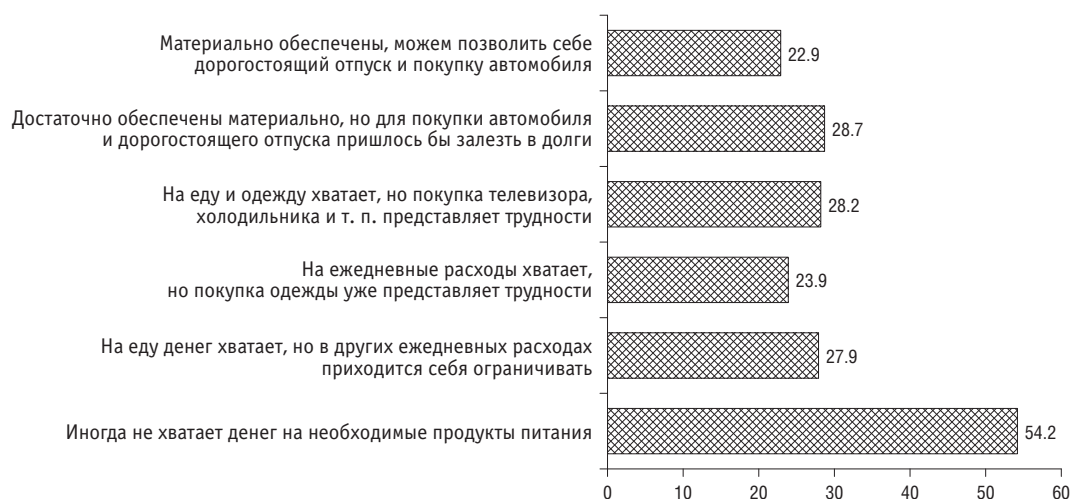 Материально обеспечены, можем позволить себе
дорогостоящий отпуск и покупку автомобиля
22.9
Достаточно обеспечены материально, но для покупки автомобиля
и дорогостоящего отпуска пришлось бы залезть в долги
28.7
На еду и одежду хватает, но покупка телевизора,
холодильника и т. п. представляет трудности
28.2
На ежедневные расходы хватает,
но покупка одежды уже представляет трудности
23.9
На еду денег хватает, но в других ежедневных расходах
приходится себя ограничивать
27.9
Иногда не хватает денег на необходимые продукты питания
54.2
0 10 20 30 40 50 60